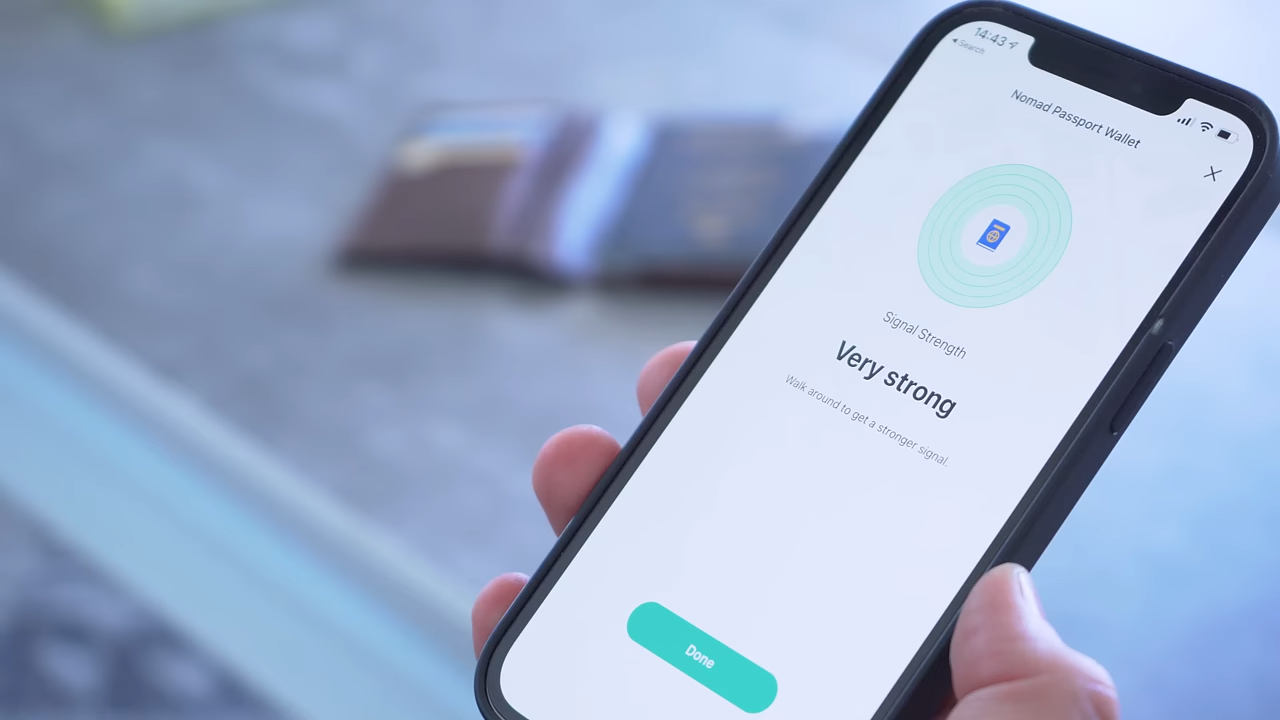 14:43
Search
Nomad Passport Wallet
Signal Strength
Very strong
Walk around to get a stronger signal.
Done